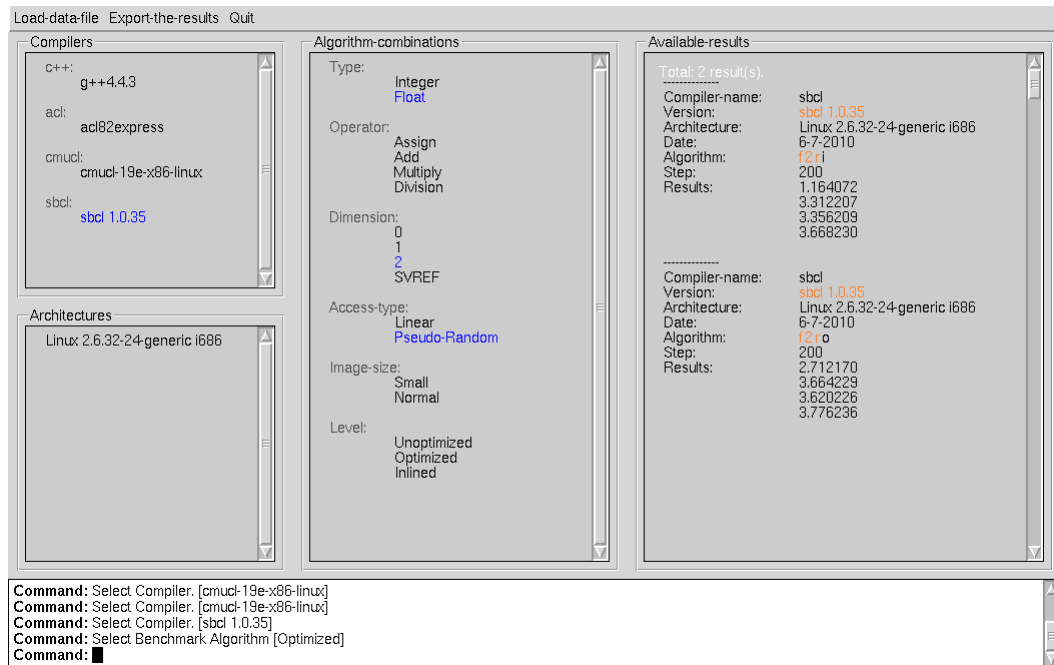 Load-data-file Export-the-results Quit
Compilers
c++:
g++4.4.3
acl:
acl82express
cmucl:
cmucl-19e-x86-linux
sbcl:
sbcl 1.0.35
Architectures
Linux 2.6.32-24-generic i686
Algorithm-combinations
Type:
Integer
Float
Operator:
Assign
Add
Multiply
Division
Dimension:
0
1
2
SVREF
Access-type:
Linear
Pseudo-Random
Image-size:
Small
Normal
Level:
Unoptimized
Optimized
Inlined
Available-results
Total: 2 result(s).
--------------
Compiler-name: sbcl
Version: sbcl 1.0.35
Architecture: Linux 2.6.32-24-generic i686
Date: 6-7-2010
Algorithm: f 2 r i
Step: 200
Results: 1.164072
3.312207
3.356209
3.668230
--------------
Compiler-name: sbcl
Version: sbcl 1.0.35
Architecture: Linux 2.6.32-24-generic i686
Date: 6-7-2010
Algorithm: f 2 r o
Step: 200
Results: 2.712170
3.664229
3.620226
3.776236
Command: Select Compiler. [cmucl-19e-x86-linux]
Command: Select Compiler. [cmucl-19e-x86-linux]
Command: Select Compiler. [sbcl 1.0.35]
Command: Select Benchmark Algorithm [Optimized]
Command: